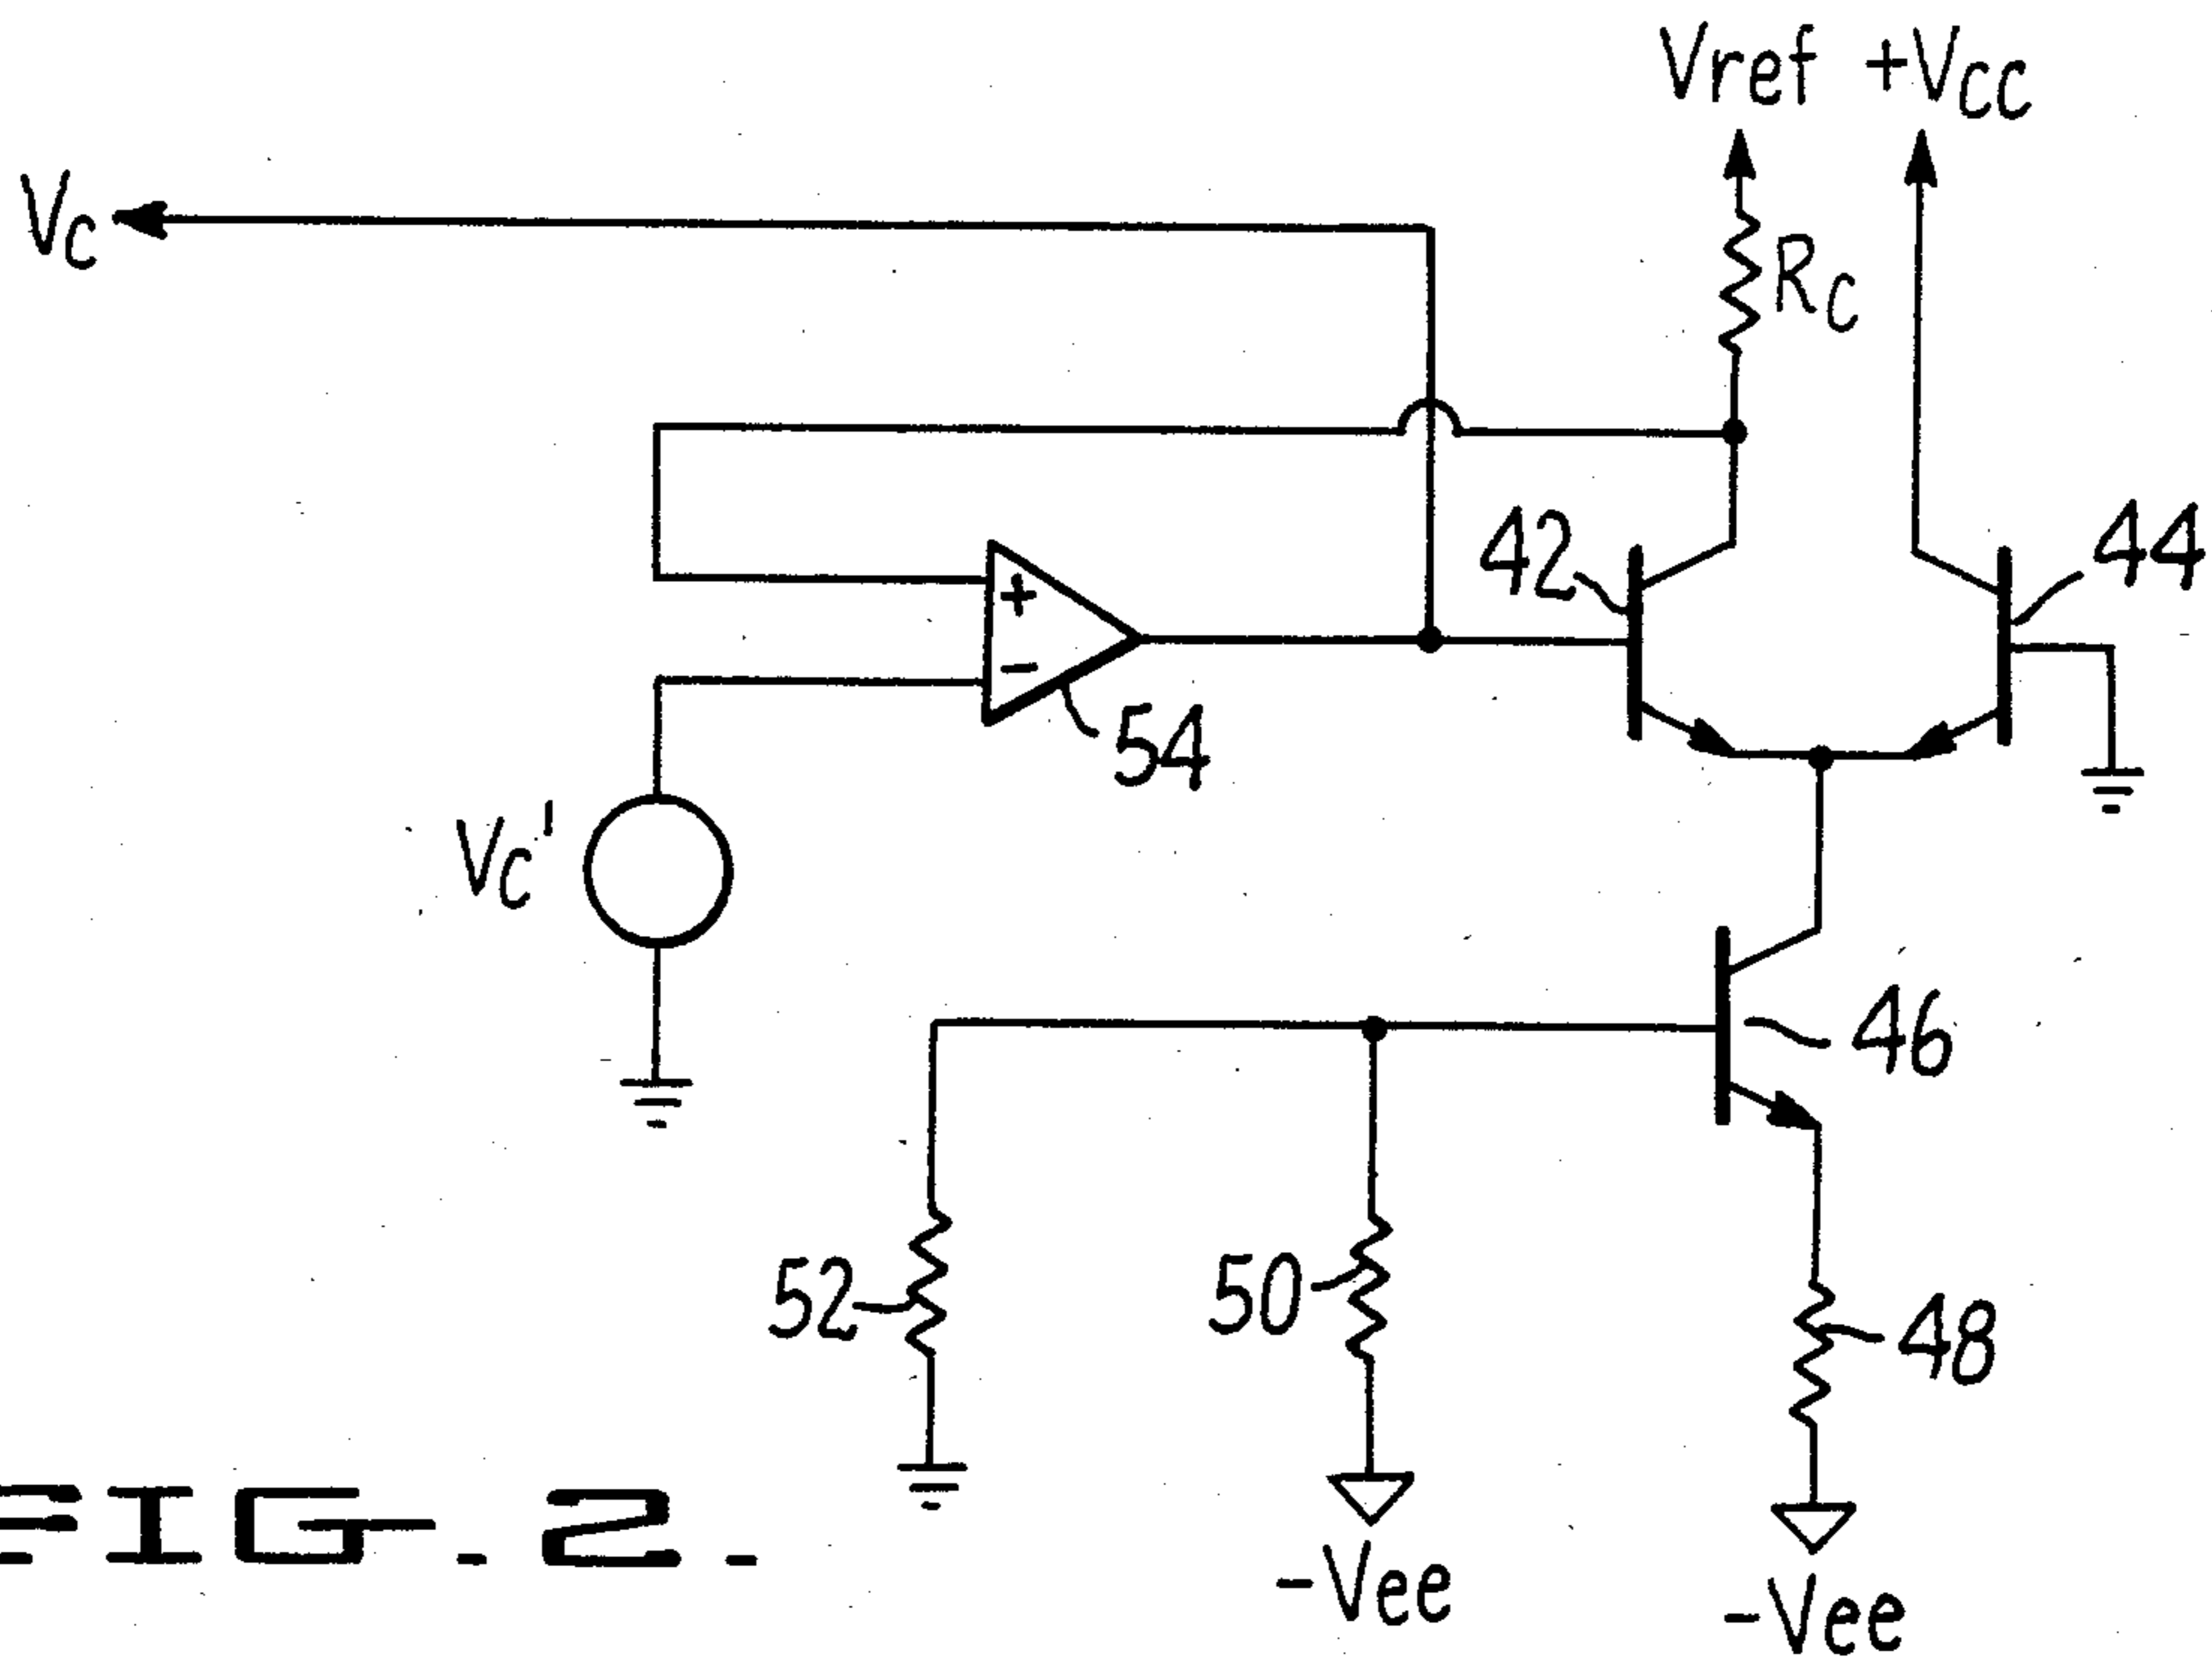 Vref +Vcc
Vc
Rc
42
44
+
−
54
Vc'
46
52
50
48
FIG. 2.
-Vee
-Vee